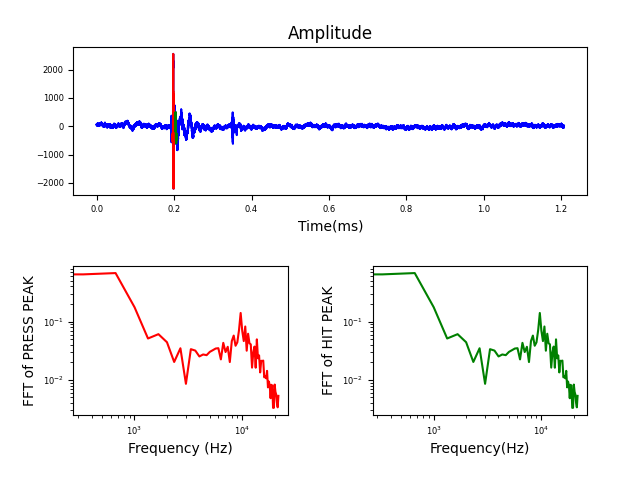 Amplitude
2000
1000
0
−1000
−2000
0.0 0.2 0.4 0.6 0.8 1.0 1.2
Time(ms)
FFT of PRESS PEAK
10⁻¹
10⁻²
10³ 10⁴
Frequency (Hz)
FFT of HIT PEAK
10⁻¹
10⁻²
10³ 10⁴
Frequency(Hz)